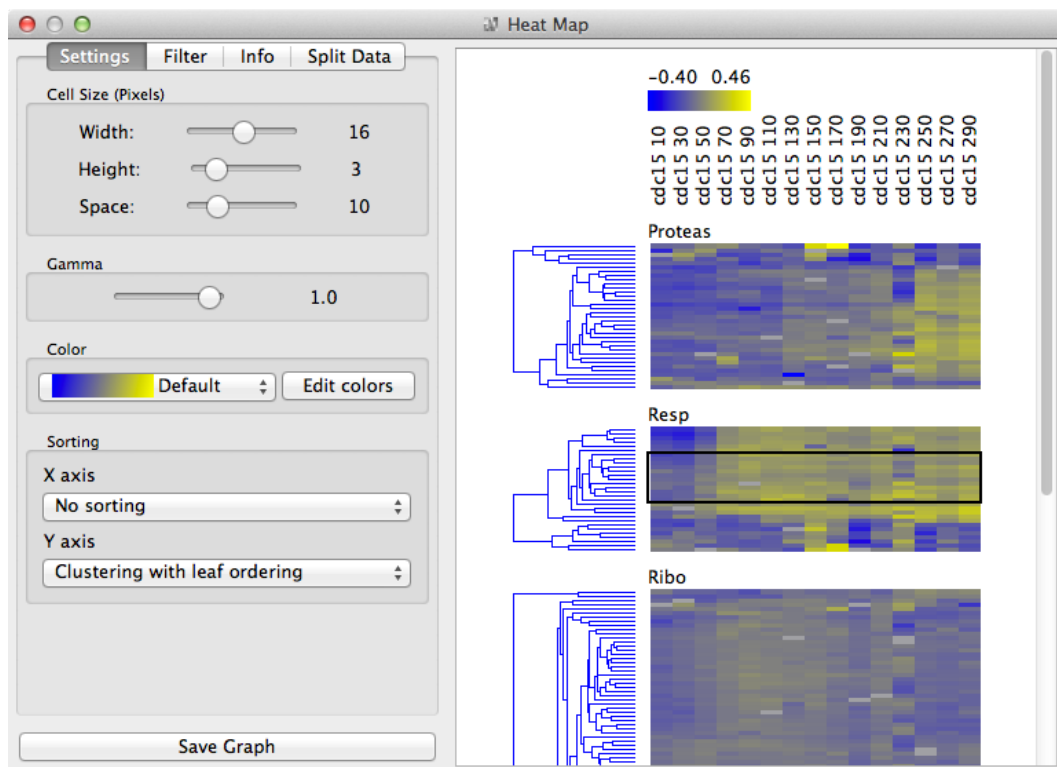 Heat Map
Settings Filter Info Split Data
Cell Size (Pixels)
Width: 16
Height: 3
Space: 10
Gamma
1.0
Color
Default Edit colors
Sorting
X axis
No sorting
Y axis
Clustering with leaf ordering
Save Graph
−0.40 0.46
cdc15 10
cdc15 30
cdc15 50
cdc15 70
cdc15 90
cdc15 110
cdc15 130
cdc15 150
cdc15 170
cdc15 190
cdc15 210
cdc15 230
cdc15 250
cdc15 270
cdc15 290
Proteas
Resp
Ribo